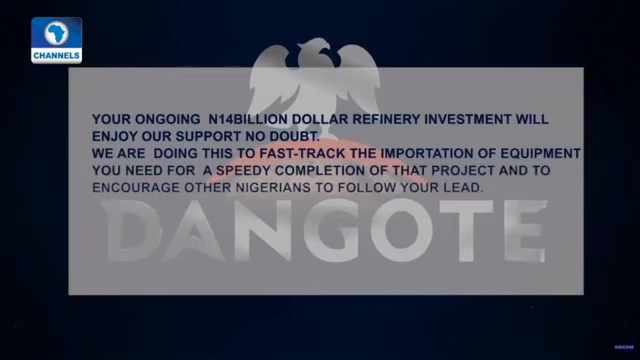 CHANNELS
YOUR ONGOING N14BILLION DOLLAR REFINERY INVESTMENT WILL
ENJOY OUR SUPPORT NO DOUBT.
WE ARE DOING THIS TO FAST-TRACK THE IMPORTATION OF EQUIPMENT
YOU NEED FOR A SPEEDY COMPLETION OF THAT PROJECT AND TO
ENCOURAGE OTHER NIGERIANS TO FOLLOW YOUR LEAD.
DANGOTE
SUBSCRIBE